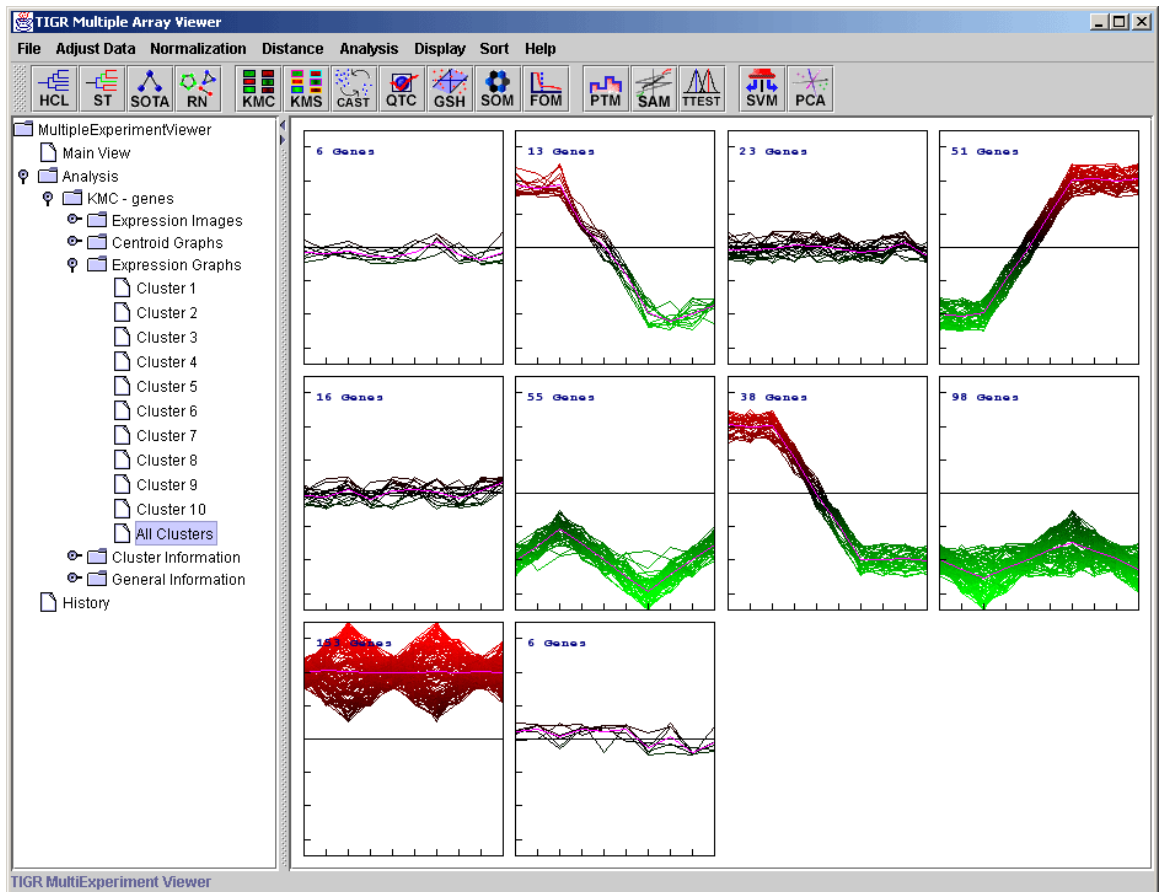 TIGR Multiple Array Viewer
File Adjust Data Normalization Distance Analysis Display Sort Help
HCL ST SOTA RN KMC KMS CAST QTC GSH SOM FOM PTM SAM TTEST SVM PCA
MultipleExperimentViewer
Main View
Analysis
KMC - genes
Expression Images
Centroid Graphs
Expression Graphs
Cluster 1
Cluster 2
Cluster 3
Cluster 4
Cluster 5
Cluster 6
Cluster 7
Cluster 8
Cluster 9
Cluster 10
All Clusters
Cluster Information
General Information
History
6 Genes
13 Genes
23 Genes
51 Genes
16 Genes
55 Genes
38 Genes
98 Genes
153 Genes
6 Genes
TIGR MultiExperiment Viewer